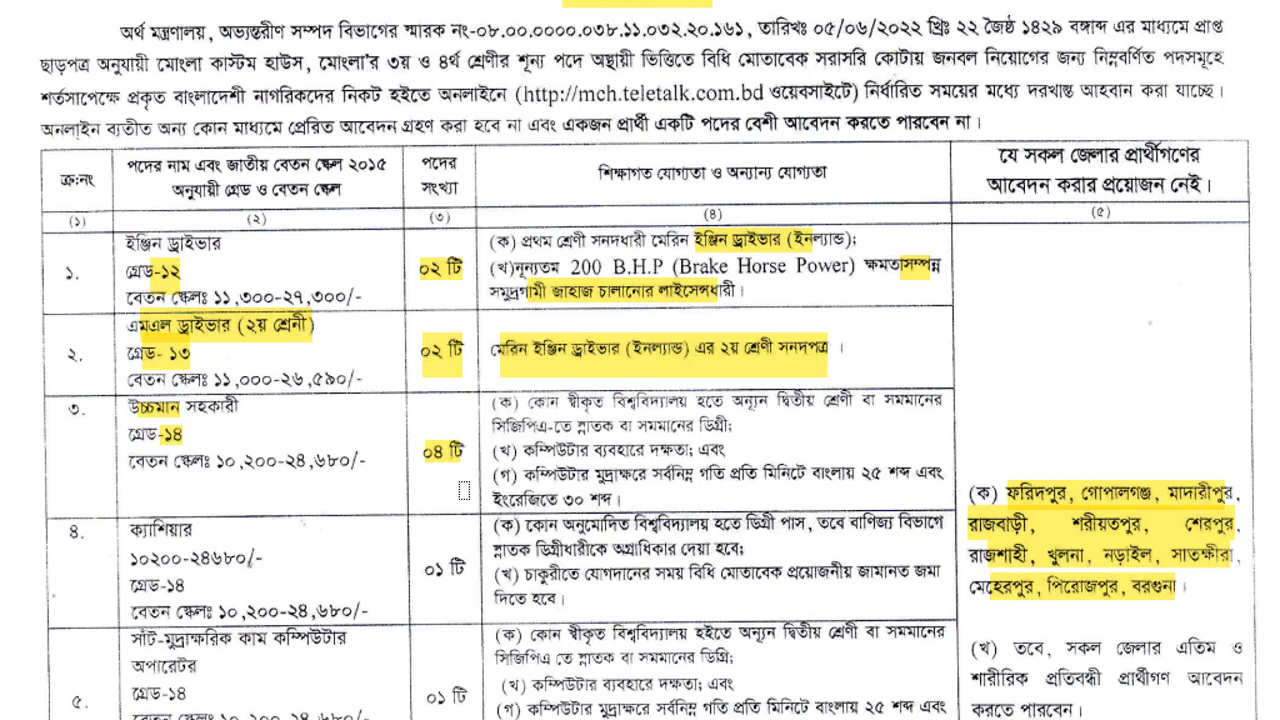 অর্থ মন্ত্রণালয়, অভ্যন্তরীণ সম্পদ বিভাগের স্মারক নং-০৮.০০.০০০০.০৩৮.১১.০৩২.২০.১৬১, তারিখঃ ০৫/০৬/২০২২ খ্রিঃ ২২ জৈষ্ঠ ১৪২৯ বঙ্গাব্দ এর মাধ্যমে প্রাপ্ত
ছাড়পত্র অনুযায়ী মোংলা কাস্টম হাউস, মোংলা'র ৩য় ও ৪র্থ শ্রেণীর শূন্য পদে অস্থায়ী ভিত্তিতে বিধি মোতাবেক সরাসরি কোটায় জনবল নিয়োগের জন্য নিম্নবর্ণিত পদসমূহে
শর্তসাপেক্ষে প্রকৃত বাংলাদেশী নাগরিকদের নিকট হইতে অনলাইনে (http://mch.teletalk.com.bd ওয়েবসাইটে) নির্ধারিত সময়ের মধ্যে দরখাস্ত আহবান করা যাচ্ছে।
অনলাইন ব্যতীত অন্য কোন মাধ্যমে প্রেরিত আবেদন গ্রহণ করা হবে না এবং একজন প্রার্থী একটি পদের বেশী আবেদন করতে পারবেন না।
ক্র:নং
পদের নাম এবং জাতীয় বেতন স্কেল ২০১৫
অনুযায়ী গ্রেড ও বেতন স্কেল
পদের
সংখ্যা
শিক্ষাগত যোগ্যতা ও অন্যান্য যোগ্যতা
যে সকল জেলার প্রার্থীগণের
আবেদন করার প্রয়োজন নেই।
(১)
(২)
(৩)
(৪)
(৫)
১.
ইঞ্জিন ড্রাইভার
গ্রেড-১২
বেতন স্কেলঃ ১১,৩০০-২৭,৩০০/-
০২ টি
(ক) প্রথম শ্রেণী সনদধারী মেরিন ইঞ্জিন ড্রাইভার (ইনল্যান্ড);
(খ)নূন্যতম 200 B.H.P (Brake Horse Power) ক্ষমতাসম্পন্ন
সমুদ্রগামী জাহাজ চালানোর লাইসেন্সধারী।
২.
এমএল ড্রাইভার (২য় শ্রেনী)
গ্রেড- ১৩
বেতন স্কেলঃ ১১,০০০-২৬,৫৯০/-
০২ টি
মেরিন ইঞ্জিন ড্রাইভার (ইনল্যান্ড) এর ২য় শ্রেণী সনদপত্র ।
৩.
উচ্চমান সহকারী
গ্রেড-১৪
বেতন স্কেলঃ ১০,২০০-২৪,৬৮০/-
০৪ টি
(ক) কোন স্বীকৃত বিশ্ববিদ্যালয় হতে অন্যূন দ্বিতীয় শ্রেণী বা সমমানের
সিজিপিএ-তে স্নাতক বা সমমানের ডিগ্রী;
(খ) কম্পিউটার ব্যবহারে দক্ষতা; এবং
(গ) কম্পিউটার মুদ্রাক্ষরে সর্বনিম্ন গতি প্রতি মিনিটে বাংলায় ২৫ শব্দ এবং
ইংরেজিতে ৩০ শব্দ।
৪.
ক্যাশিয়ার
১০২০০-২৪৬৮০/-
গ্রেড-১৪
বেতন স্কেলঃ ১০,২০০-২৪,৬৮০/-
০১ টি
(ক) কোন অনুমোদিত বিশ্ববিদ্যালয় হতে ডিগ্রী পাস, তবে বাণিজ্য বিভাগে
স্নাতক ডিগ্রীধারীকে অগ্রাধিকার দেয়া হবে;
(খ) চাকুরীতে যোগদানের সময় বিধি মোতাবেক প্রয়োজনীয় জামানত জমা
দিতে হবে।
৫.
সাঁট-মুদ্রাক্ষরিক কাম কম্পিউটার
অপারেটর
গ্রেড-১৪
বেতন স্কেলঃ ১০,২০০-২৪,৬৮০/-
০১ টি
(ক) কোন স্বীকৃত বিশ্ববিদ্যালয় হইতে অন্যূন দ্বিতীয় শ্রেণী বা সমমানের
সিজিপিএ তে স্নাতক বা সমমানের ডিগ্রি;
(খ) কম্পিউটার ব্যবহারে দক্ষতা; এবং
(গ) কম্পিউটার মুদ্রাক্ষরে সর্বনিম্ন গতি প্রতি মিনিটে বাংলায় ২৫ শব্দ এবং
(ক) ফরিদপুর, গোপালগঞ্জ, মাদারীপুর,
রাজবাড়ী, শরীয়তপুর, শেরপুর,
রাজশাহী, খুলনা, নড়াইল, সাতক্ষীরা,
মেহেরপুর, পিরোজপুর, বরগুনা।
(খ) তবে, সকল জেলার এতিম ও
শারীরিক প্রতিবন্ধী প্রার্থীগণ আবেদন
করতে পারবেন।